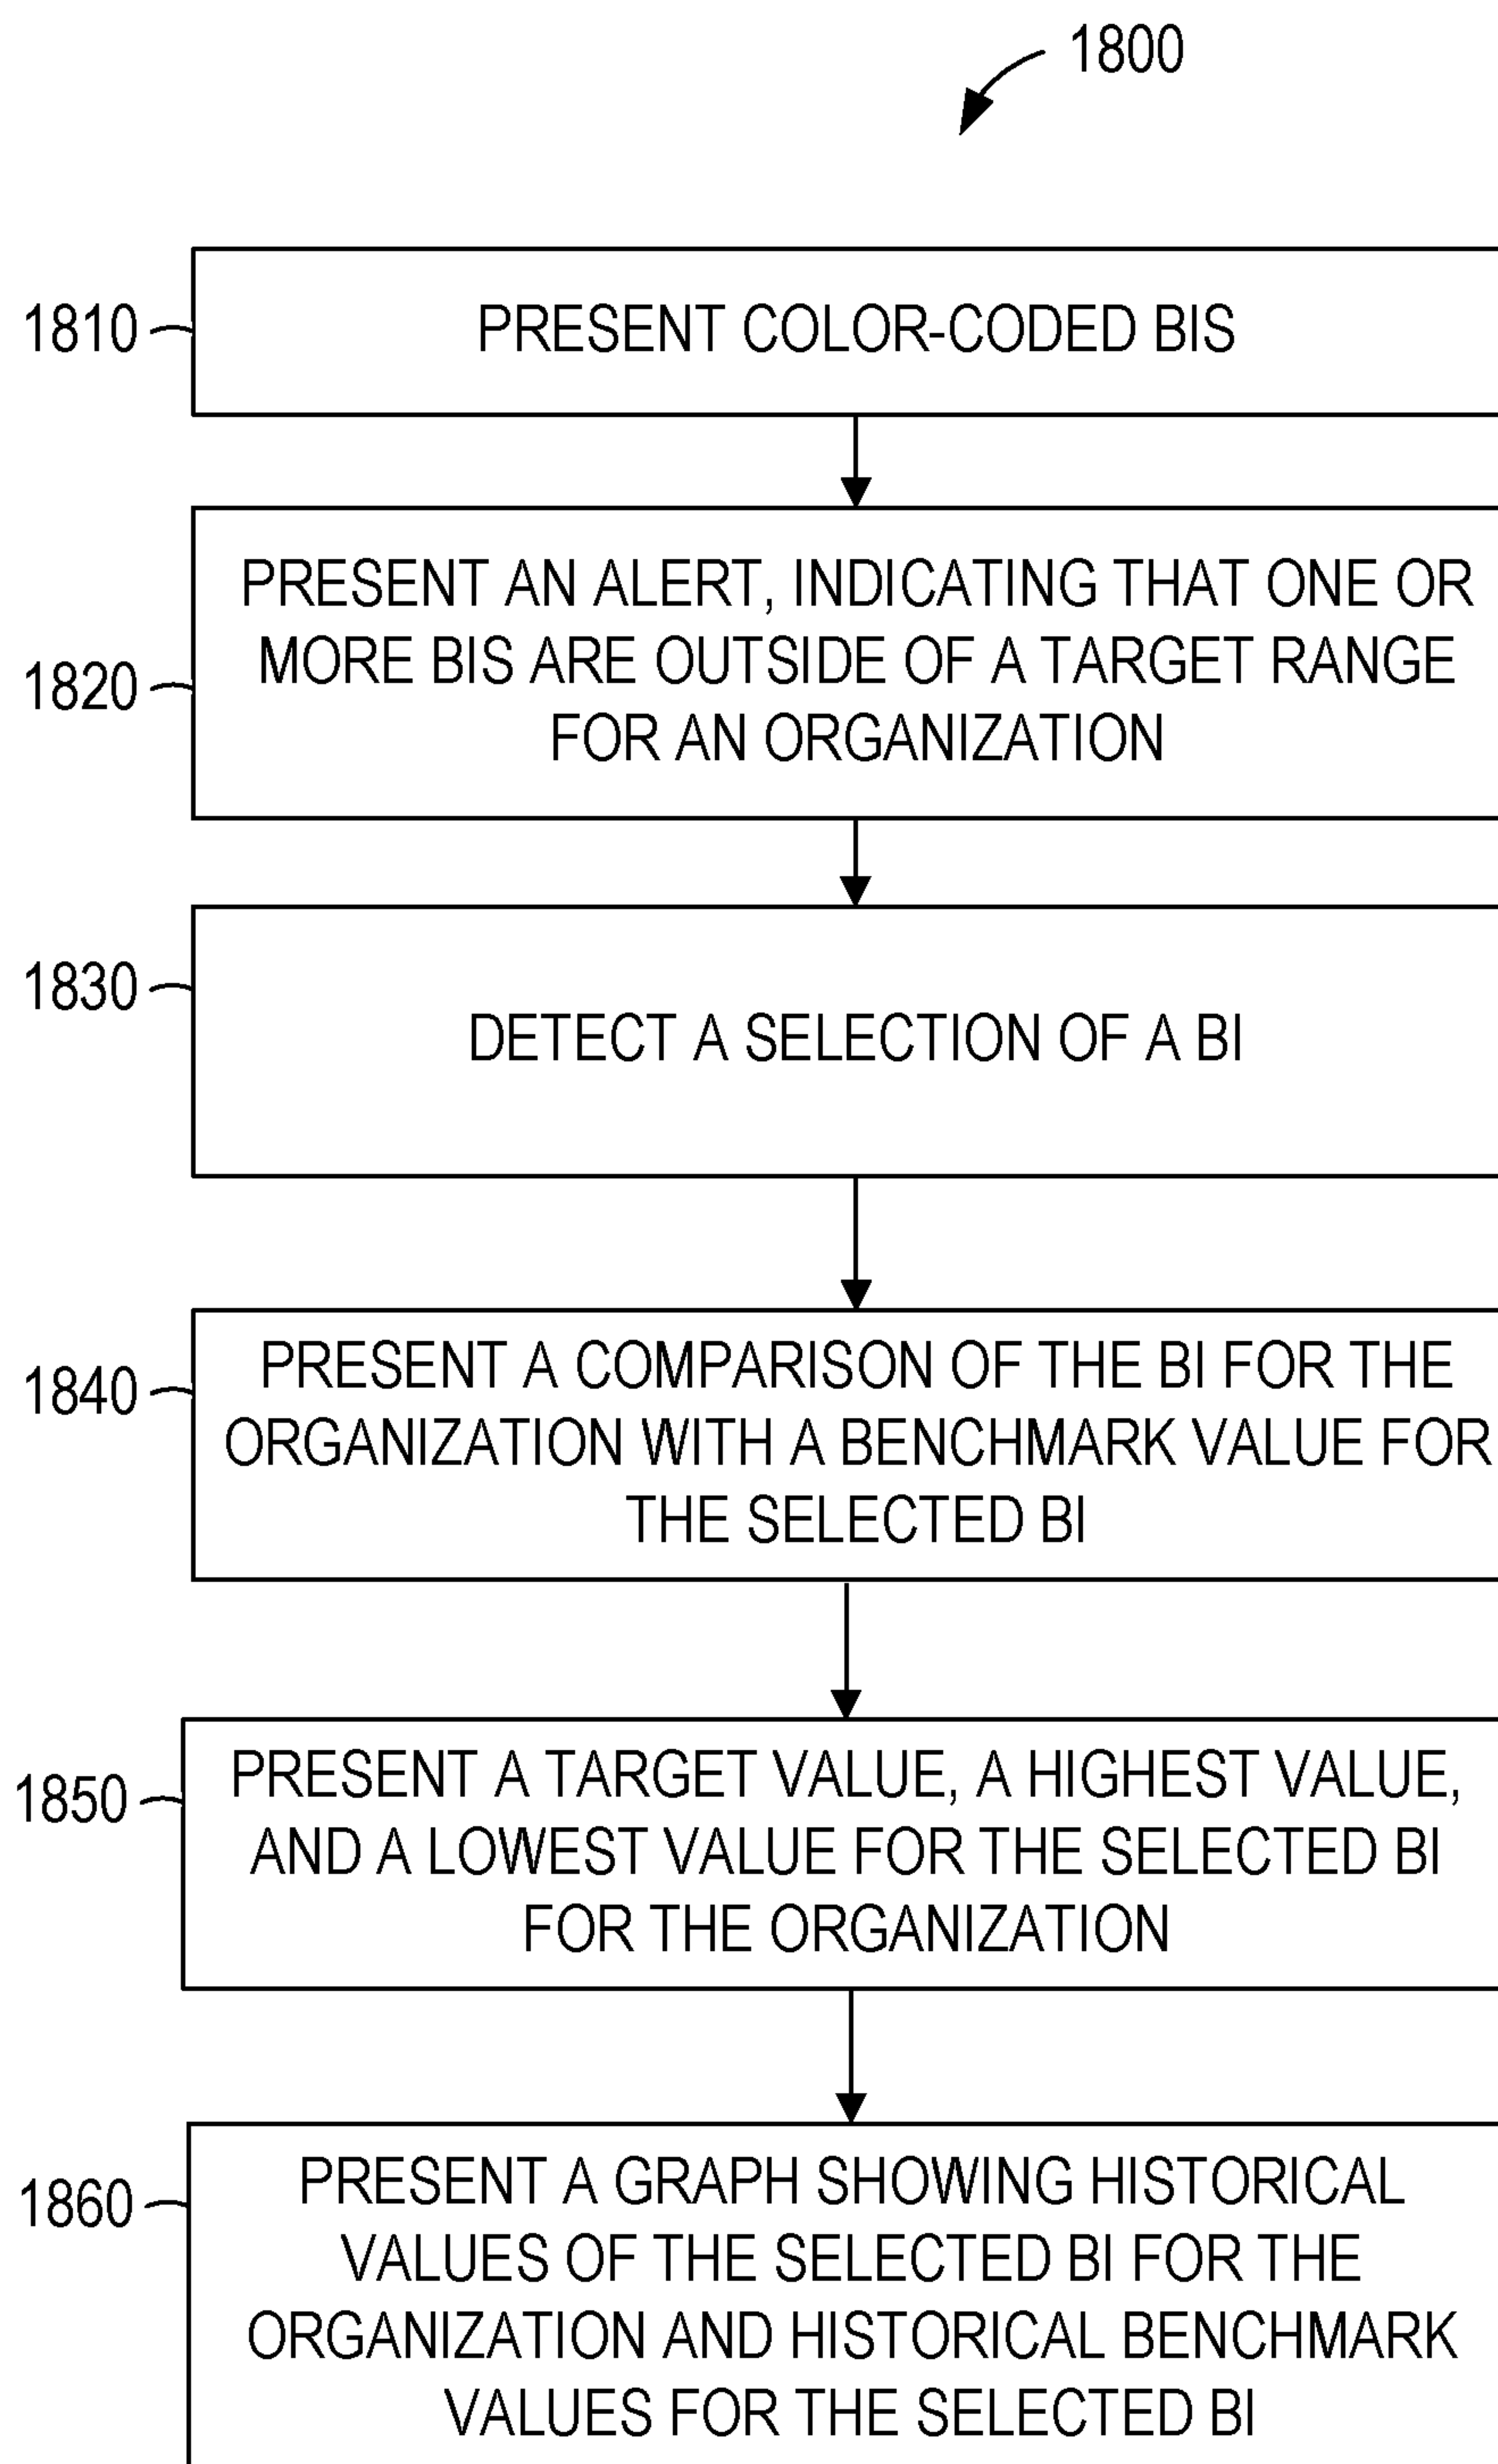 1800
1810
PRESENT COLOR-CODED BIS
PRESENT AN ALERT, INDICATING THAT ONE OR
MORE BIS ARE OUTSIDE OF A TARGET RANGE
1820
FOR AN ORGANIZATION
1830
DETECT A SELECTION OF A BI
PRESENT A COMPARISON OF THE BI FOR THE
1840
ORGANIZATION WITH A BENCHMARK VALUE FOR
THE SELECTED BI
PRESENT A TARGET VALUE, A HIGHEST VALUE,
1850
AND A LOWEST VALUE FOR THE SELECTED BI
FOR THE ORGANIZATION
PRESENT A GRAPH SHOWING HISTORICAL
1860
VALUES OF THE SELECTED BI FOR THE
ORGANIZATION AND HISTORICAL BENCHMARK
VALUES FOR THE SELECTED BI